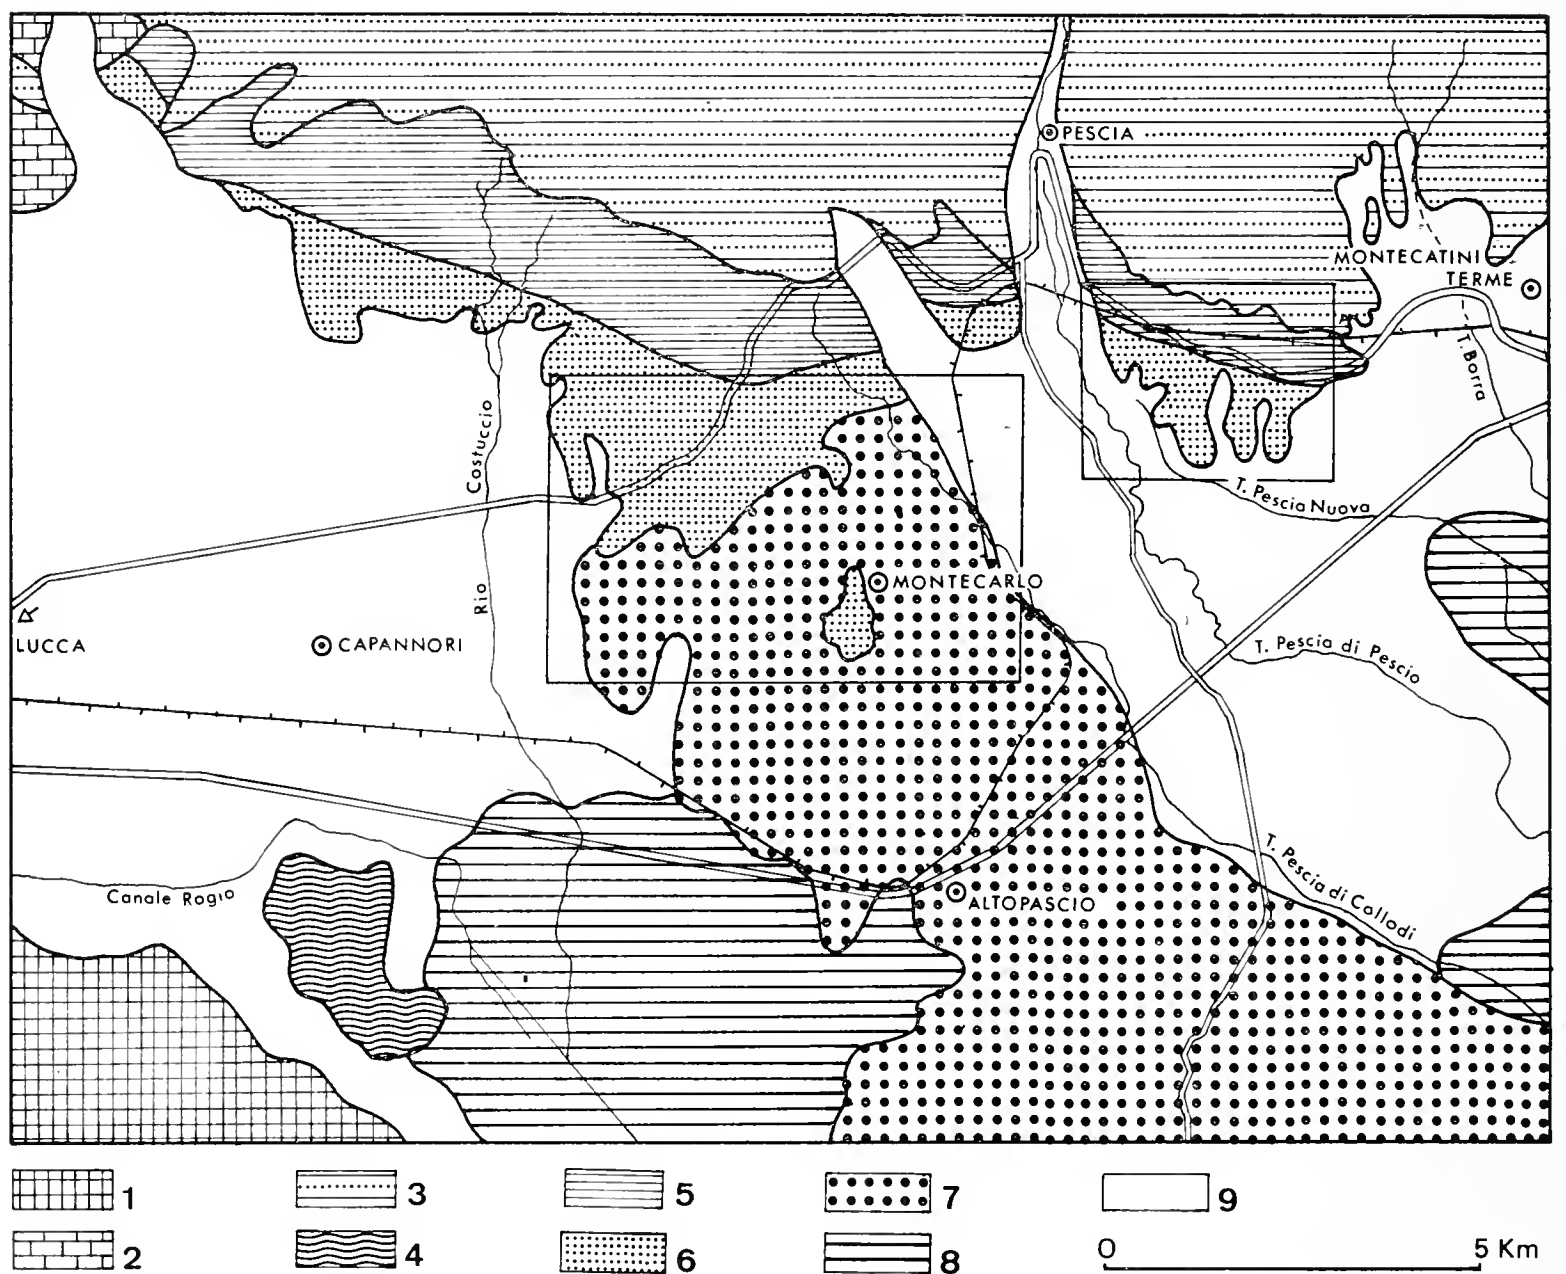 PESCIA
MONTECATINI
TERME
T. Borra
Rio Costuccio
T. Pescia Nuova
MONTECARLO
LUCCA
CAPANNORI
T. Pescia di Pescia
T. Pescia di Collodi
Canale Rogio
ALTOPASCIO
1 3 5 7 9
2 4 6 8
0 5 Km